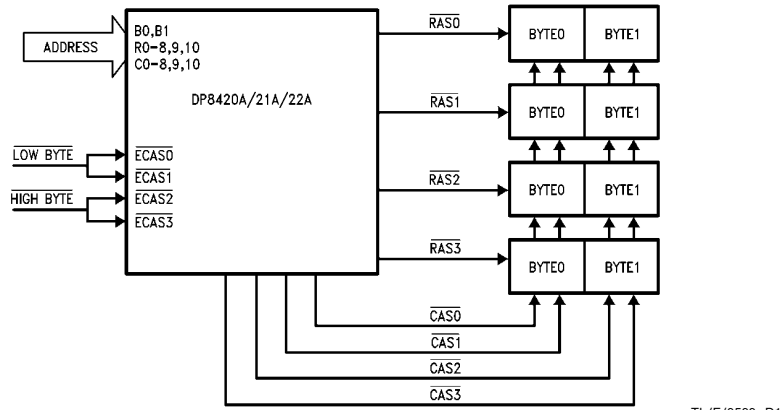 ADDRESS
B0,B1
R0-8,9,10
C0-8,9,10
DP8420A/21A/22A
LOW BYTE
HIGH BYTE
ECAS0
ECAS1
ECAS2
ECAS3
RAS0
BYTE0 BYTE1
RAS1
BYTE0 BYTE1
RAS2
BYTE0 BYTE1
RAS3
BYTE0 BYTE1
CAS0
CAS1
CAS2
CAS3